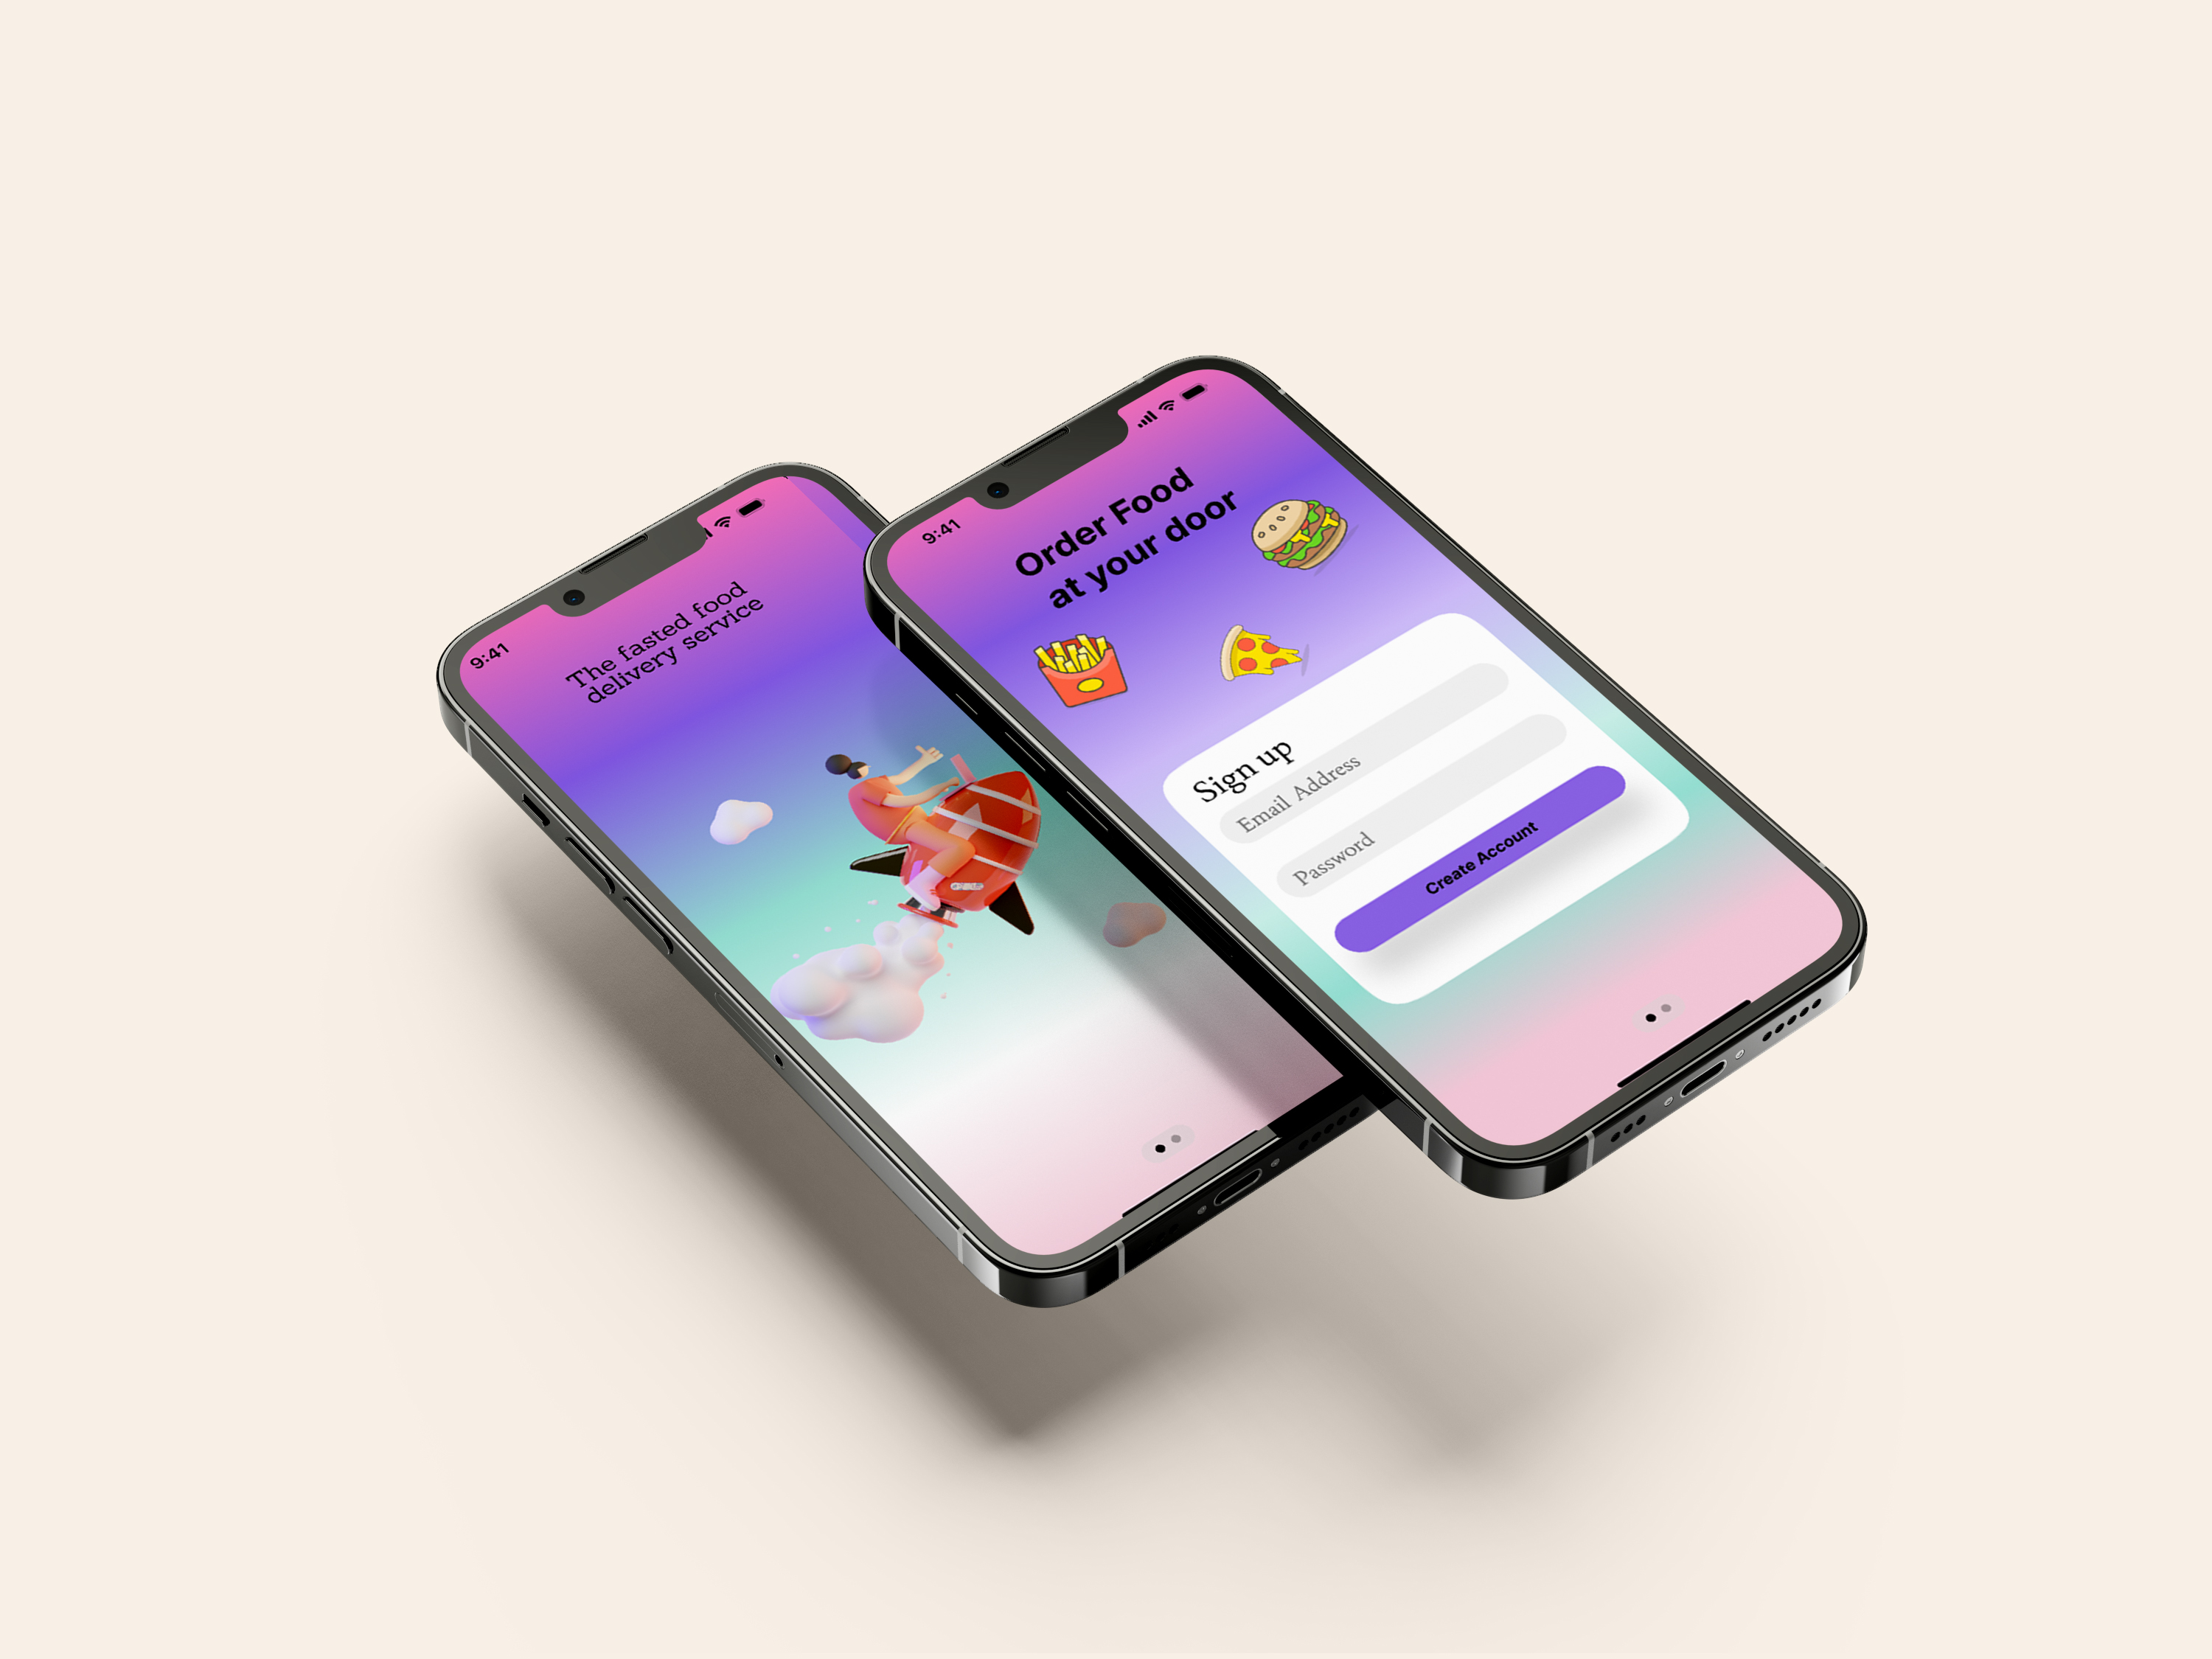 9:41
The fasted food
delivery service
9:41
Order Food
at your door
Sign up
Email Address
Password
Create Account